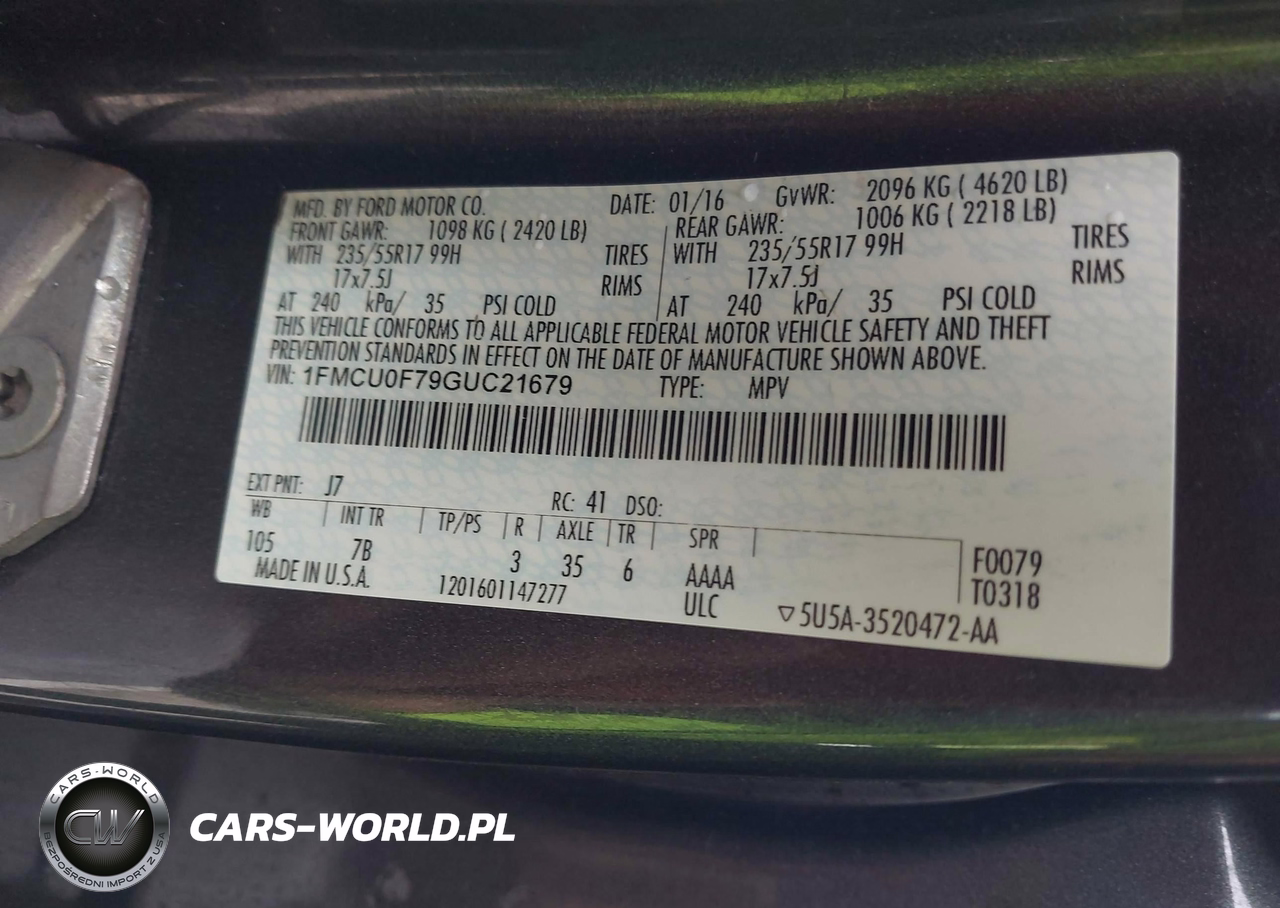 MFD. BY FORD MOTOR CO. DATE: 01/16 GVWR: 2096 KG ( 4620 LB)
FRONT GAWR: 1098 KG ( 2420 LB) REAR GAWR: 1006 KG ( 2218 LB)
WITH 235/55R17 99H TIRES WITH 235/55R17 99H TIRES
17x7.5J RIMS 17x7.5J RIMS
AT 240 kPa/ 35 PSI COLD AT 240 kPa/ 35 PSI COLD
THIS VEHICLE CONFORMS TO ALL APPLICABLE FEDERAL MOTOR VEHICLE SAFETY AND THEFT
PREVENTION STANDARDS IN EFFECT ON THE DATE OF MANUFACTURE SHOWN ABOVE.
VIN: 1FMCU0F79GUC21679 TYPE: MPV
EXT PNT: J7 RC: 41 DSO:
WB INT TR TP/PS R AXLE TR SPR
105 7B 3 35 6 AAAA F0079
MADE IN U.S.A. 1201601147277 ULC T0318
▽5U5A-3520472-AA
CARS-WORLD
CW
BEZPOŚREDNI IMPORT Z USA
CARS-WORLD.PL